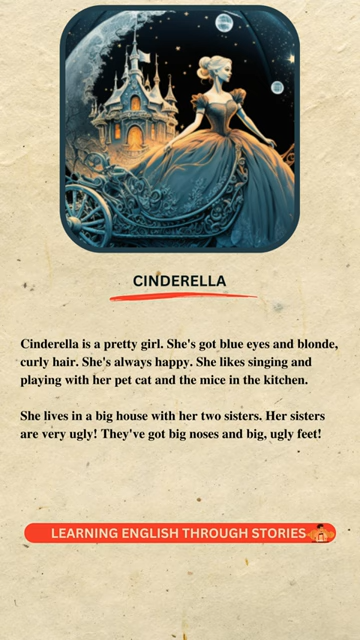 CINDERELLA
Cinderella is a pretty girl. She's got blue eyes and blonde,
curly hair. She's always happy. She likes singing and
playing with her pet cat and the mice in the kitchen.
She lives in a big house with her two sisters. Her sisters
are very ugly! They've got big noses and big, ugly feet!
LEARNING ENGLISH THROUGH STORIES